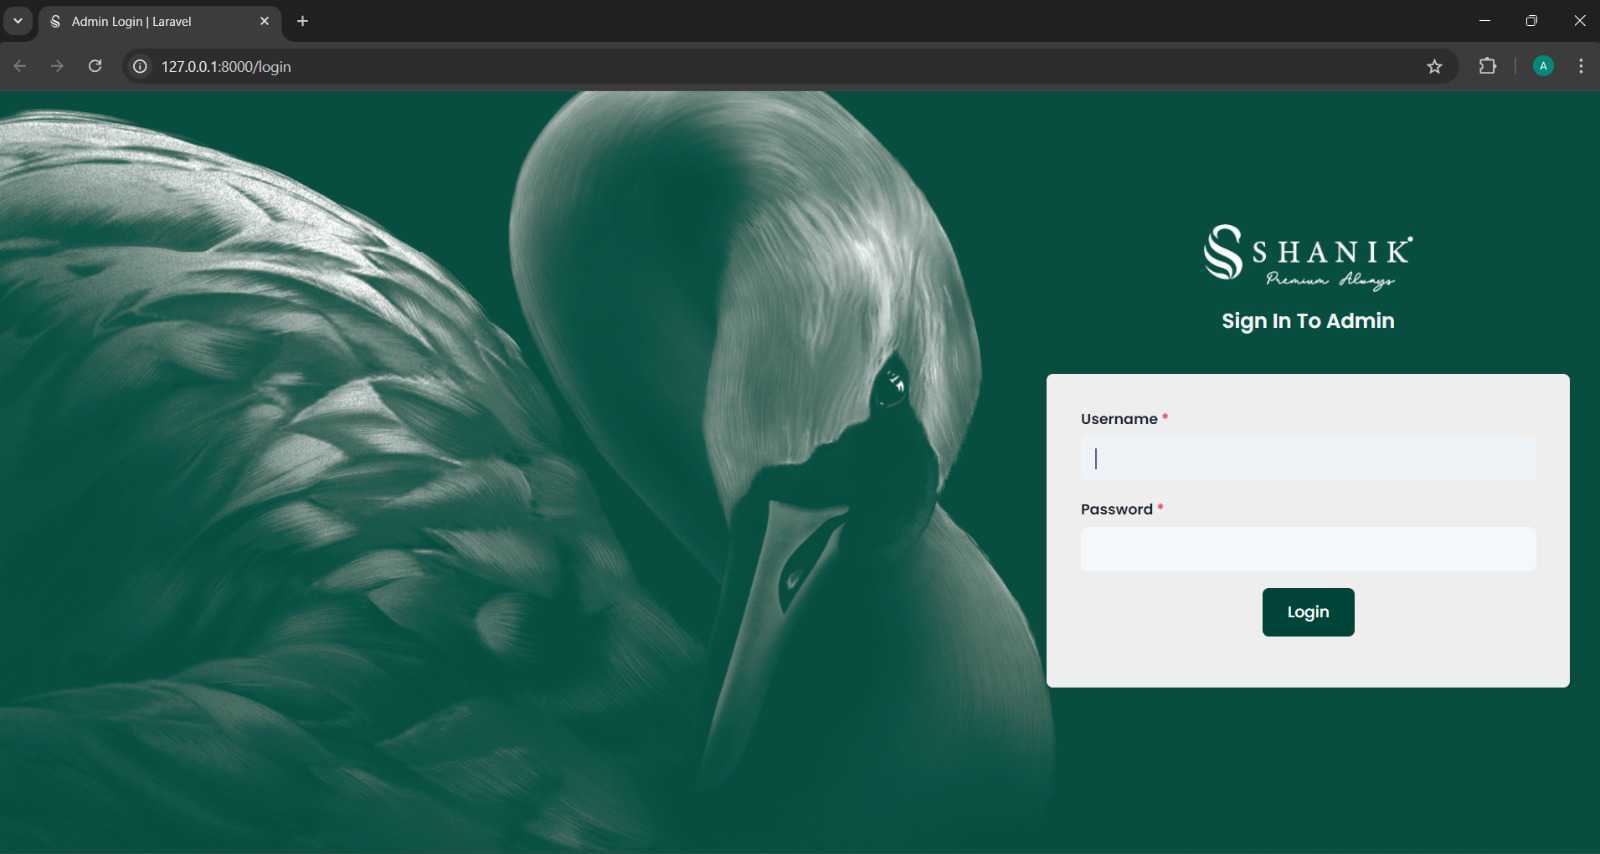 Admin Login | Laravel
127.0.0.1:8000/login
A
SHANIK
Premium Always
Sign In To Admin
Username *
Password *
Login